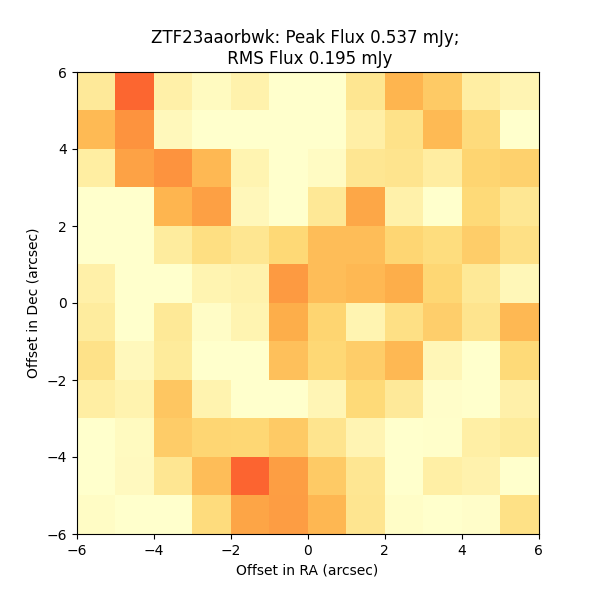 ZTF23aaorbwk: Peak Flux 0.537 mJy;
RMS Flux 0.195 mJy
6
4
2
0
−2
−4
−6
Offset in Dec (arcsec)
−6 −4 −2 0 2 4 6
Offset in RA (arcsec)